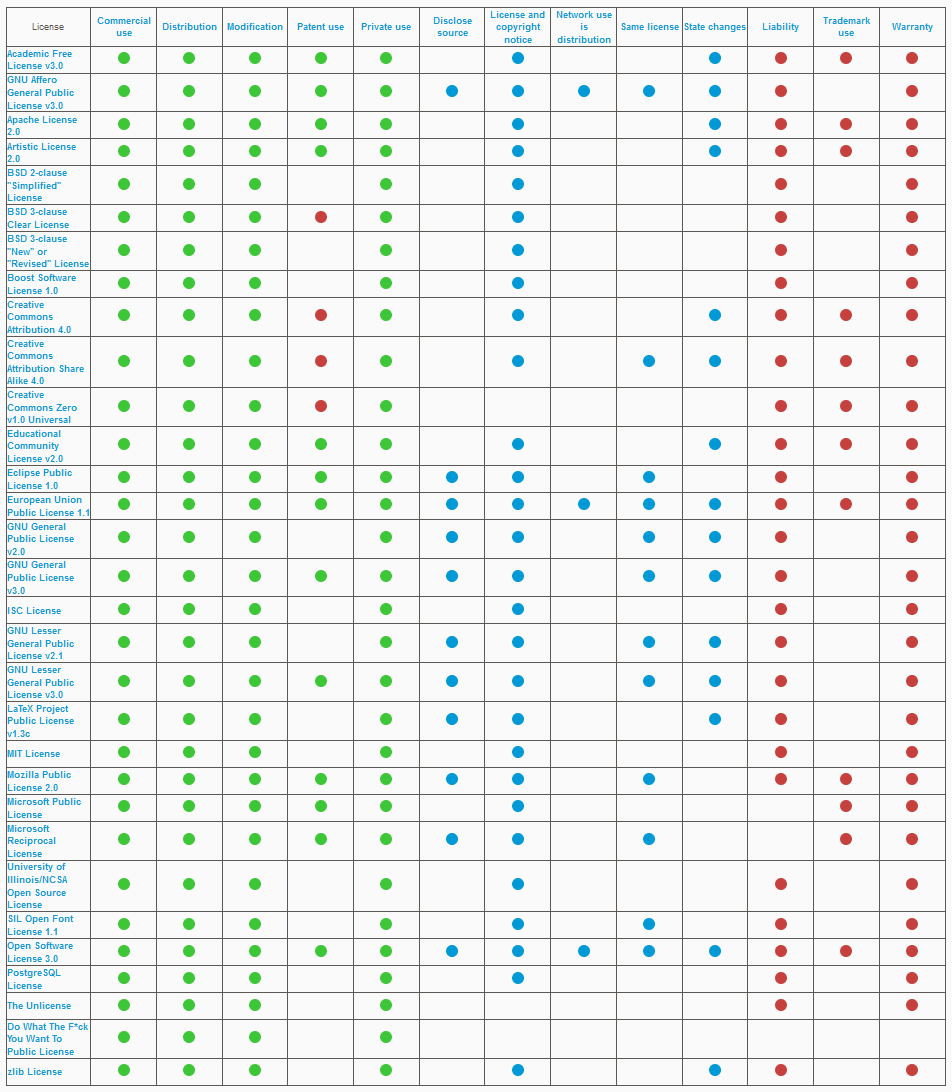 License
Commercial
use
Distribution
Modification
Patent use
Private use
Disclose
source
License and
copyright
notice
Network use
is
distribution
Same license
State changes
Liability
Trademark
use
Warranty
Academic Free
License v3.0
GNU Affero
General Public
License v3.0
Apache License
2.0
Artistic License
2.0
BSD 2-clause
"Simplified"
License
BSD 3-clause
Clear License
BSD 3-clause
"New" or
"Revised" License
Boost Software
License 1.0
Creative
Commons
Attribution 4.0
Creative
Commons
Attribution Share
Alike 4.0
Creative
Commons Zero
v1.0 Universal
Educational
Community
License v2.0
Eclipse Public
License 1.0
European Union
Public License 1.1
GNU General
Public License
v2.0
GNU General
Public License
v3.0
ISC License
GNU Lesser
General Public
License v2.1
GNU Lesser
General Public
License v3.0
LaTeX Project
Public License
v1.3c
MIT License
Mozilla Public
License 2.0
Microsoft Public
License
Microsoft
Reciprocal
License
University of
Illinois/NCSA
Open Source
License
SIL Open Font
License 1.1
Open Software
License 3.0
PostgreSQL
License
The Unlicense
Do What The F*ck
You Want To
Public License
zlib License